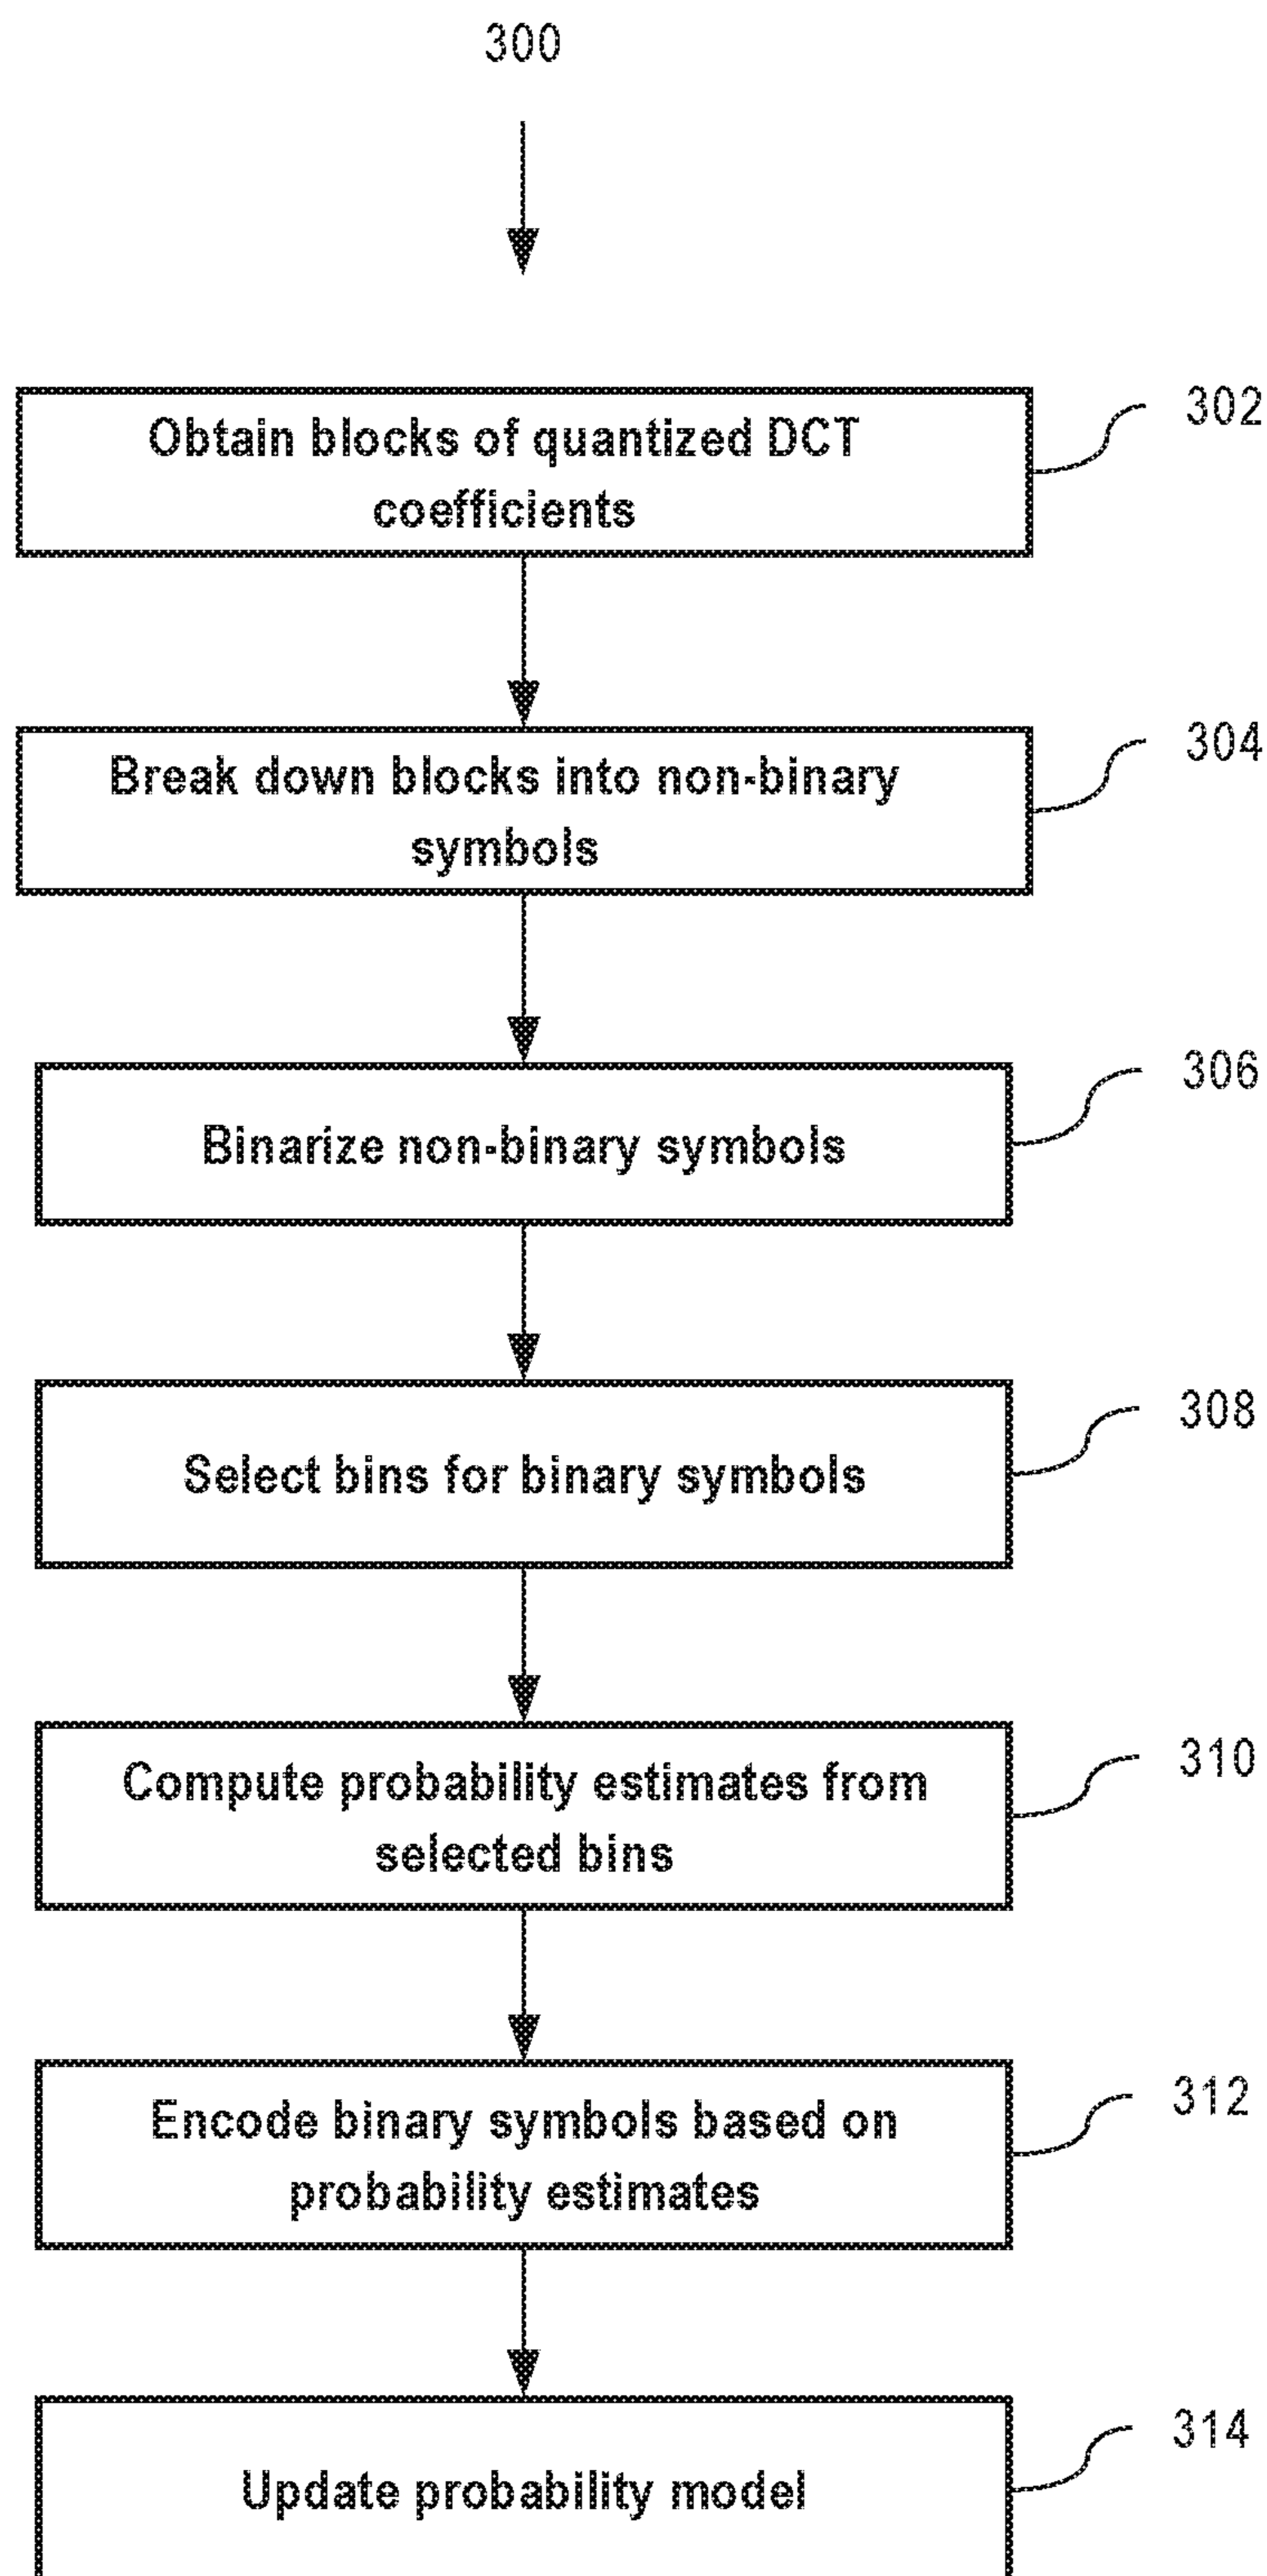 300
Obtain blocks of quantized DCT
coefficients
302
Break down blocks into non-binary
symbols
304
Binarize non-binary symbols
306
Select bins for binary symbols
308
Compute probability estimates from
selected bins
310
Encode binary symbols based on
probability estimates
312
Update probability model
314